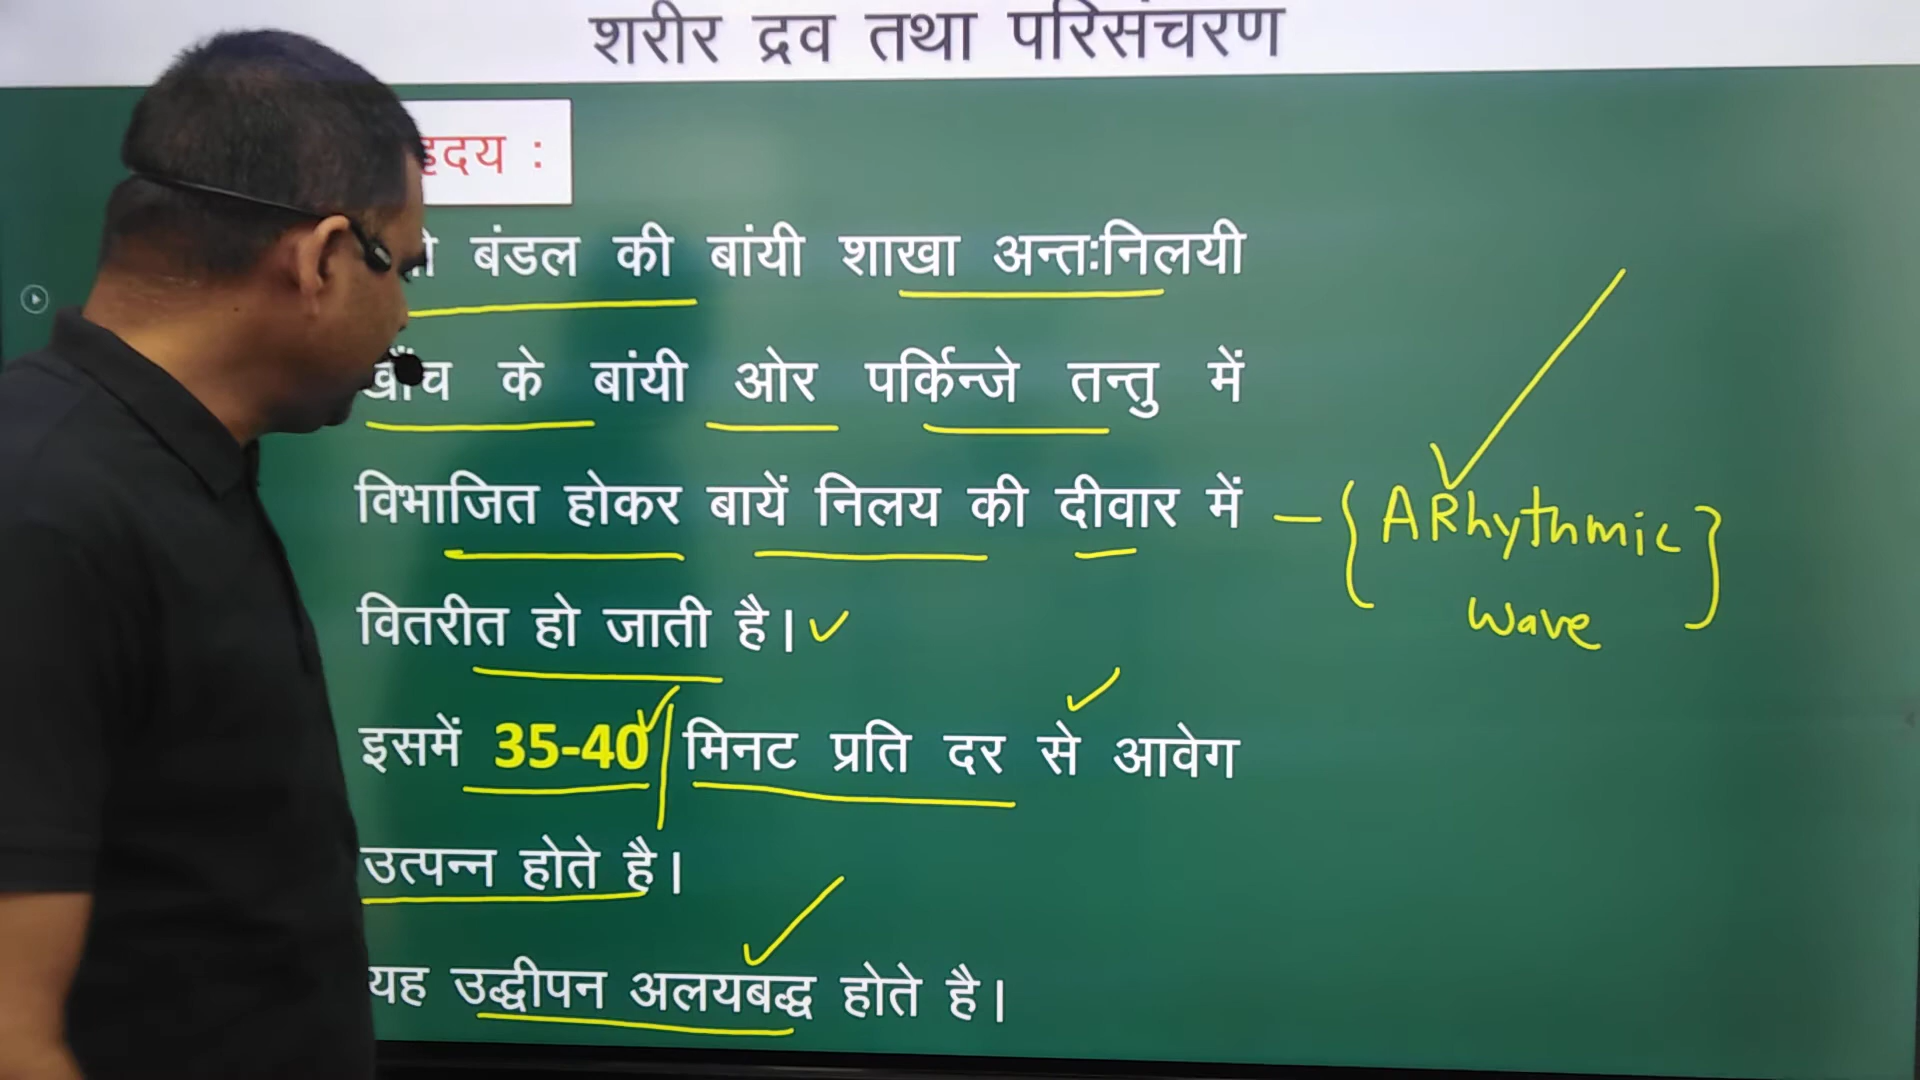 शरीर द्रव तथा परिसंचरण
हृदय :
बंडल की बांयी शाखा अन्तःनिलयी
खाँच के बांयी ओर पर्किन्जे तन्तु में
विभाजित होकर बायें निलय की दीवार में - { ARhythmic
वितरीत हो जाती है। wave }
इसमें 35-40 / मिनट प्रति दर से आवेग
उत्पन्न होते है।
यह उद्धीपन अलयबद्ध होते है।